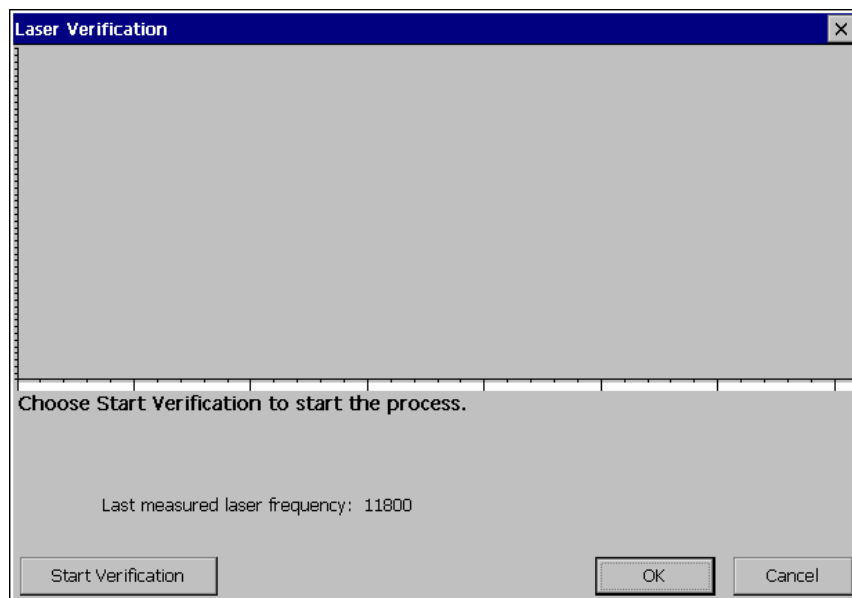 Laser Verification
Choose Start Verification to start the process.
Last measured laser frequency: 11800
Start Verification
OK
Cancel